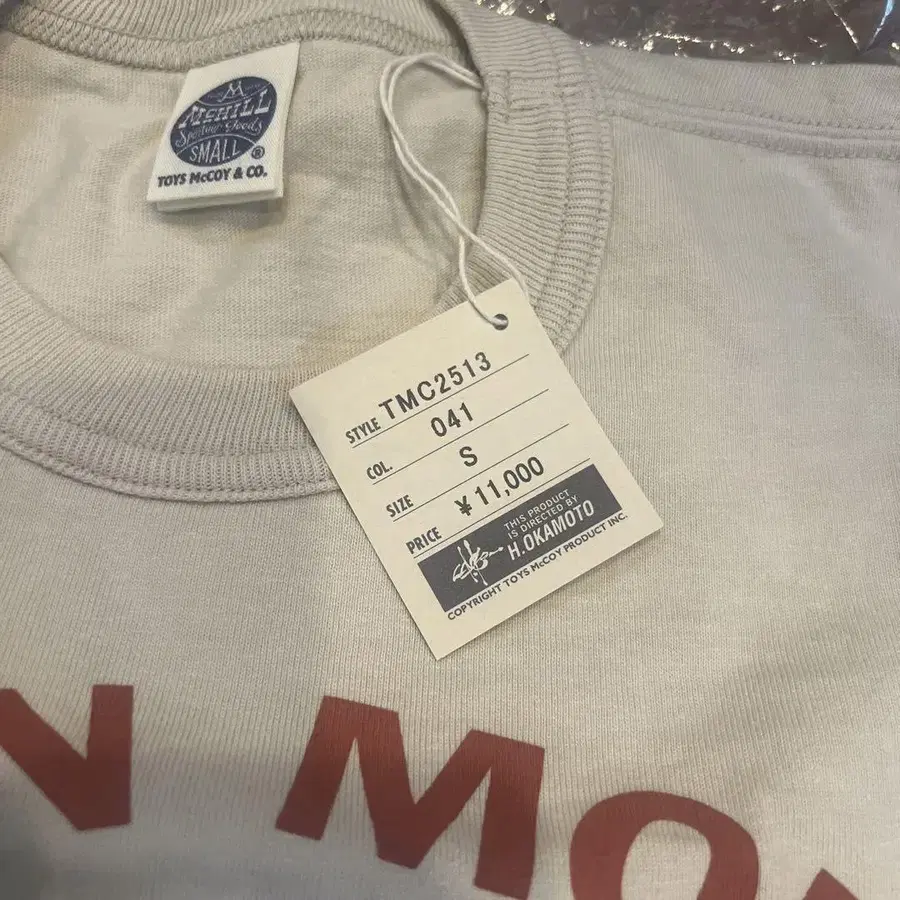 McHILL
Sportswear Goods
SMALL ®
TOYS McCOY & CO.
STYLE TMC2513
COL. 041
SIZE S
PRICE ¥11,000
THIS PRODUCT
IS DIRECTED BY
H.OKAMOTO
COPYRIGHT TOYS McCOY PRODUCT INC.
N MO